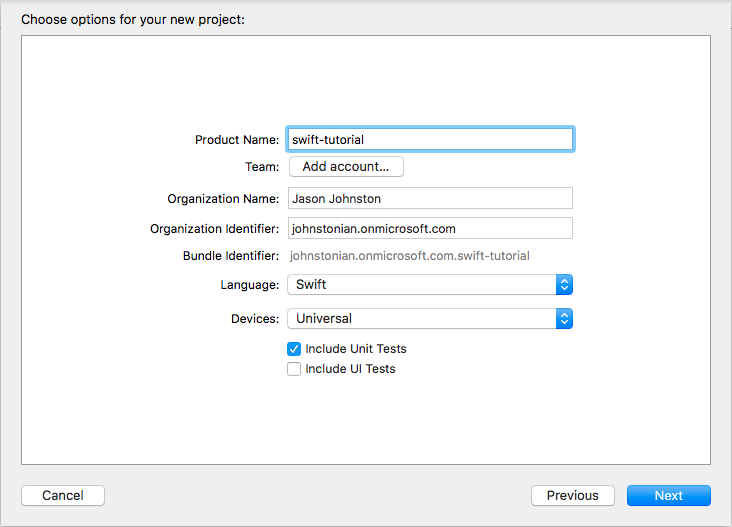 Choose options for your new project:
Product Name: swift-tutorial
Team: Add account...
Organization Name: Jason Johnston
Organization Identifier: johnstonian.onmicrosoft.com
Bundle Identifier: johnstonian.onmicrosoft.com.swift-tutorial
Language: Swift
Devices: Universal
Include Unit Tests
Include UI Tests
Cancel Previous Next